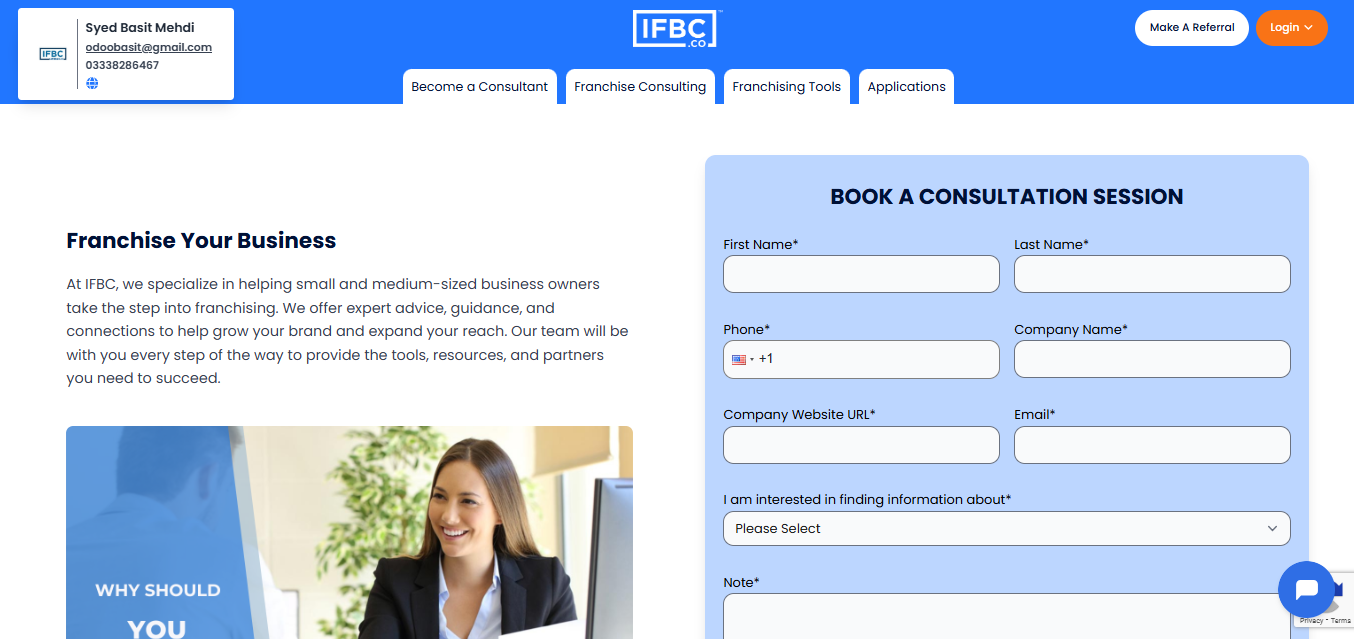 Syed Basit Mehdi
odoobasit@gmail.com
03338286467
IFBC
IFBC
.CO
Make A Referral
Login
Become a Consultant
Franchise Consulting
Franchising Tools
Applications
Franchise Your Business
At IFBC, we specialize in helping small and medium-sized business owners
take the step into franchising. We offer expert advice, guidance, and
connections to help grow your brand and expand your reach. Our team will be
with you every step of the way to provide the tools, resources, and partners
you need to succeed.
WHY SHOULD
YOU
BOOK A CONSULTATION SESSION
First Name*
Last Name*
Phone*
+1
Company Name*
Company Website URL*
Email*
I am interested in finding information about*
Please Select
Note*
Privacy - Terms